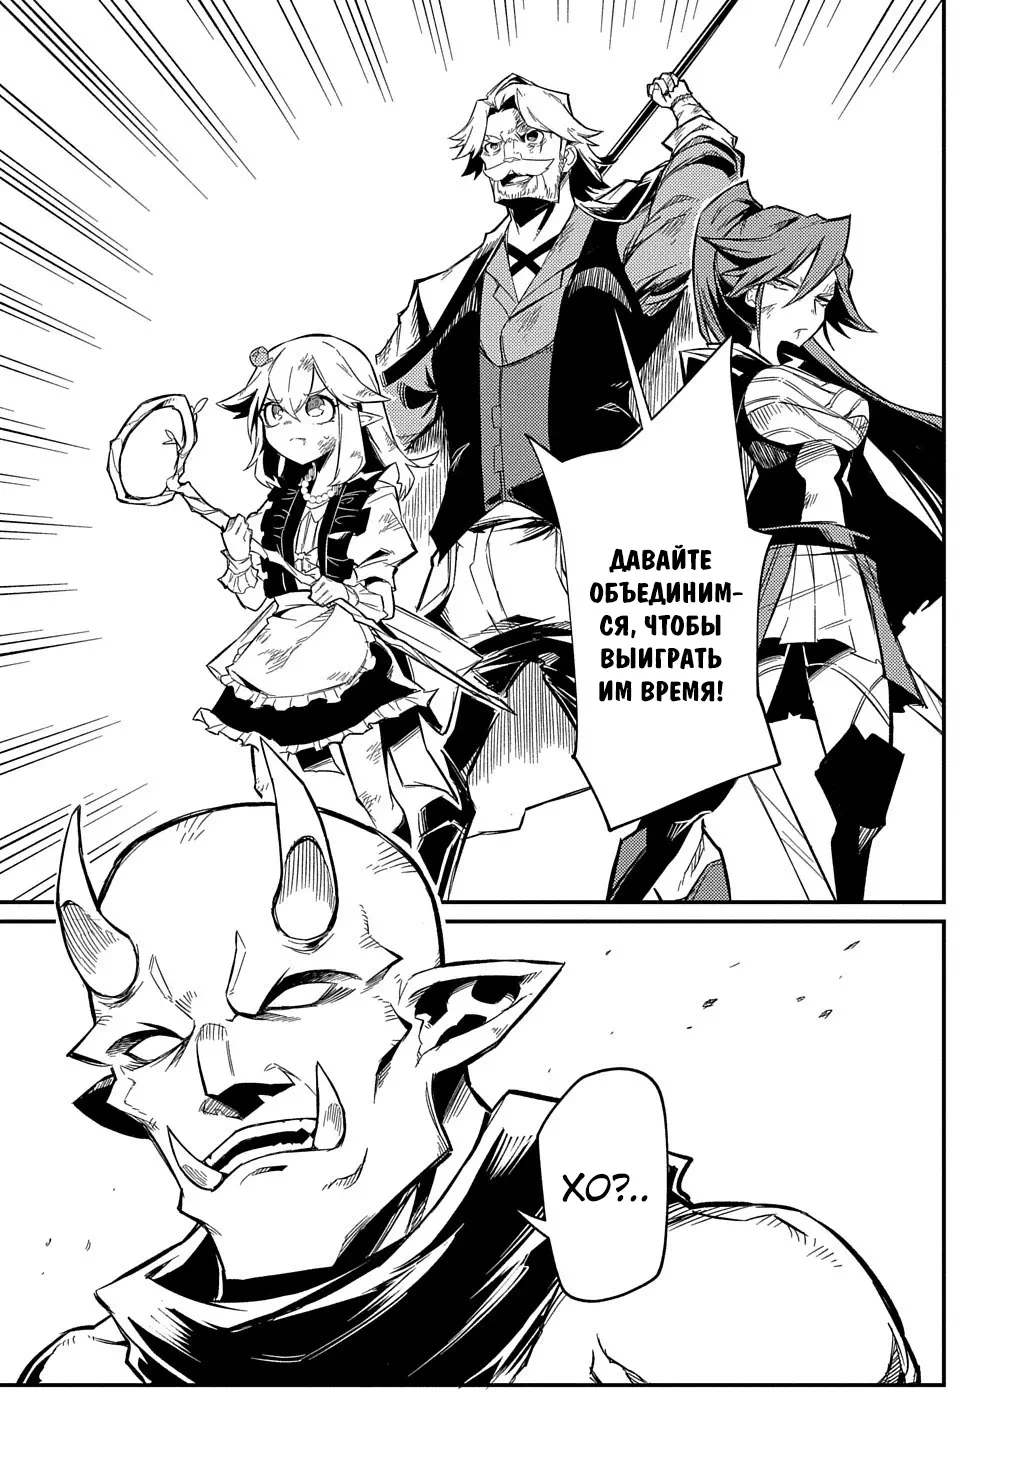 ДАВАЙТЕ
ОБЪЕДИНИМ-
СЯ, ЧТОБЫ
ВЫИГРАТЬ
ИМ ВРЕМЯ!
ХО?..